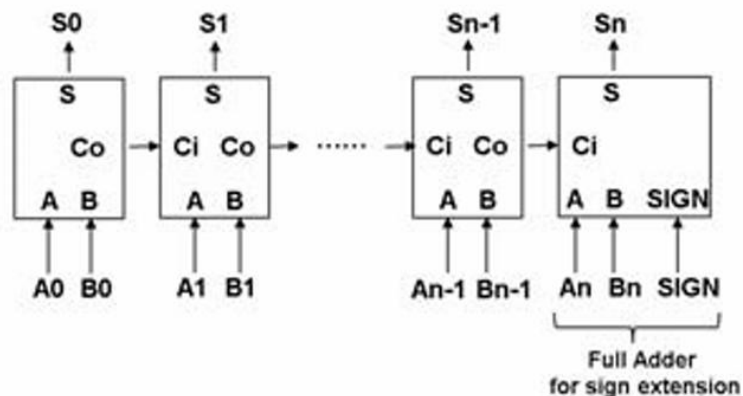 S0 S1 Sn-1 Sn
S S S S
Co Ci Co ...... Ci Co Ci
A B A B A B A B SIGN
A0 B0 A1 B1 An-1 Bn-1 An Bn SIGN
Full Adder
for sign extension